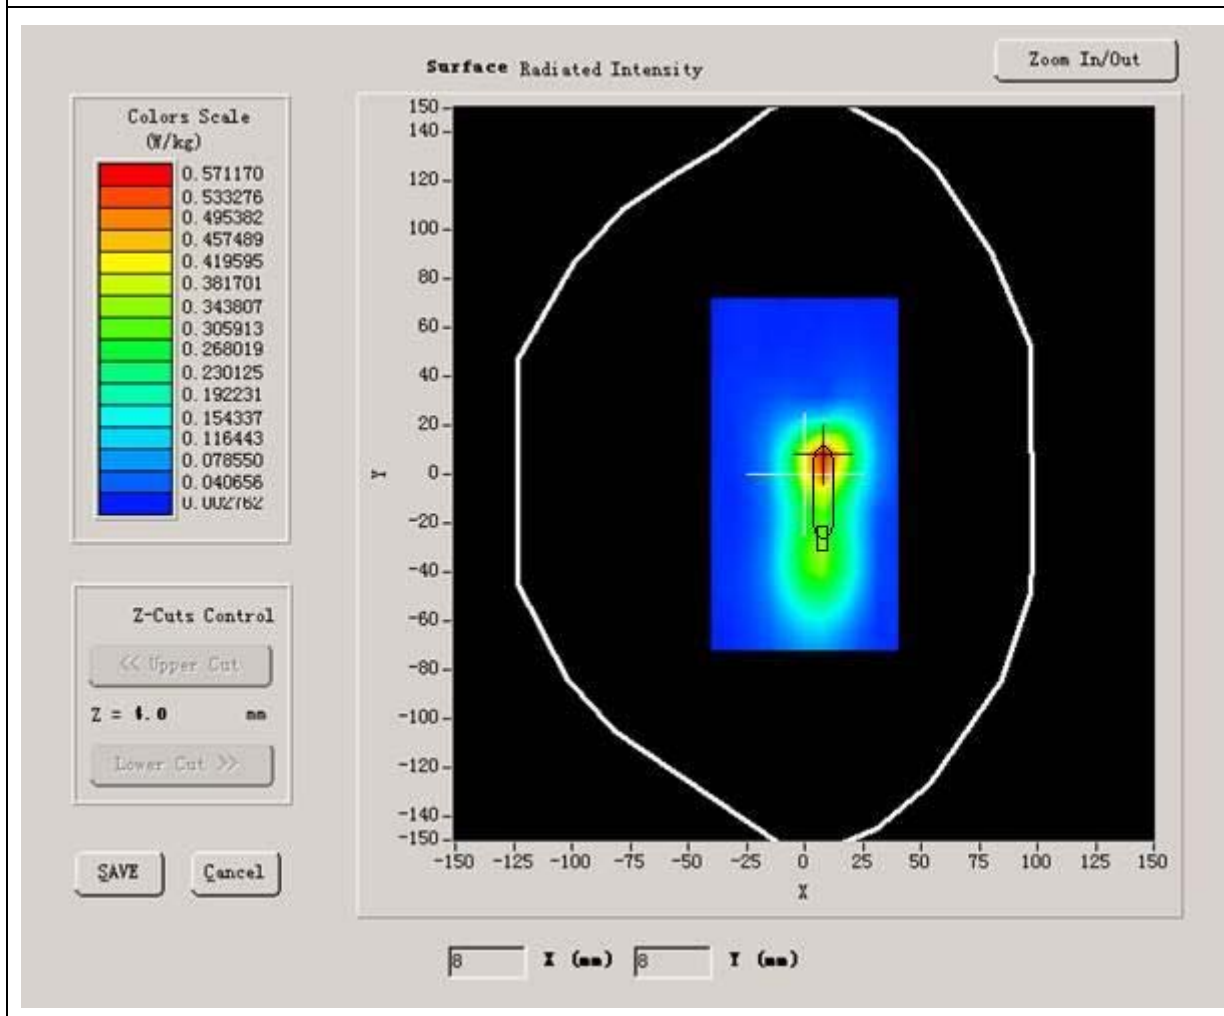 Surface Radiated Intensity
Zoom In/Out
Colors Scale
(W/kg)
0.571170
0.533276
0.495382
0.457489
0.419595
0.381701
0.343807
0.305913
0.268019
0.230125
0.192231
0.154337
0.116443
0.078550
0.040656
0.002762
Z-Cuts Control
<< Upper Cut
Z = 4.0 mm
Lower Cut >>
SAVE
Cancel
150
140
120
100
80
60
40
20
0
-20
-40
-60
-80
-100
-120
-140
-150
Y
-150 -125 -100 -75 -50 -25 0 25 50 75 100 125 150
X
8 X (mm) 8 Y (mm)